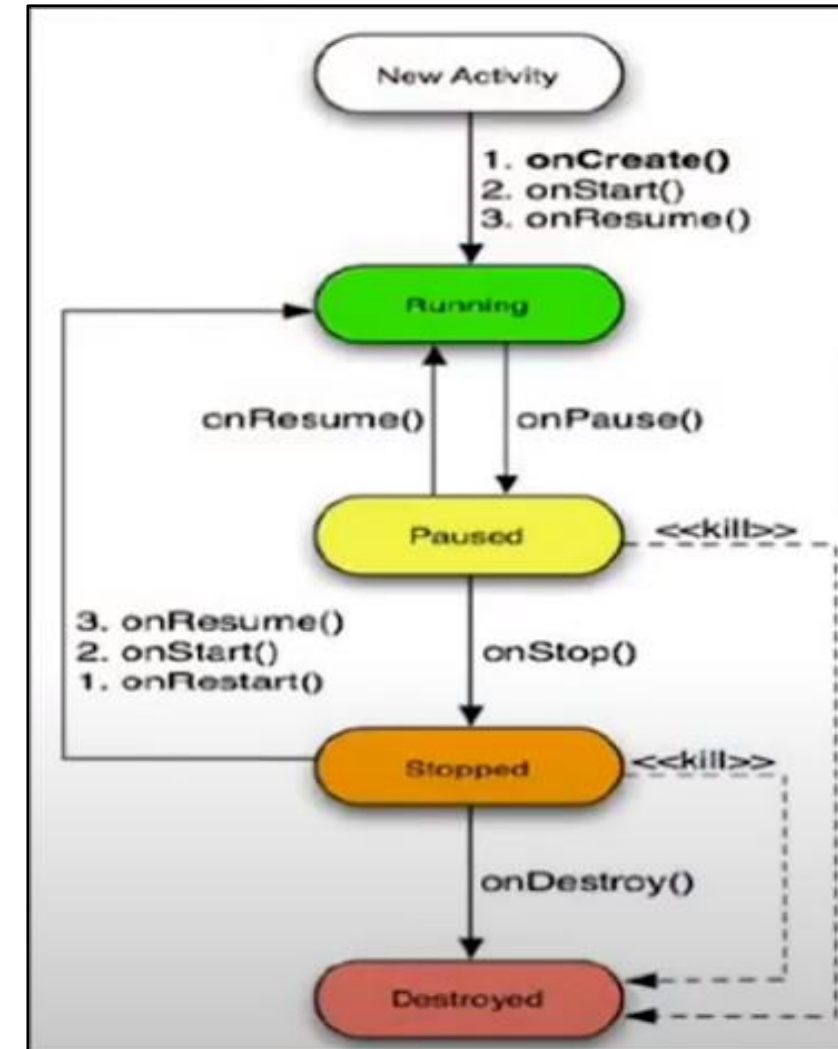 New Activity
1. onCreate()
2. onStart()
3. onResume()
Running
onResume()
onPause()
Paused
<<kill>>
3. onResume()
2. onStart()
1. onRestart()
onStop()
Stopped
<<kill>>
onDestroy()
Destroyed